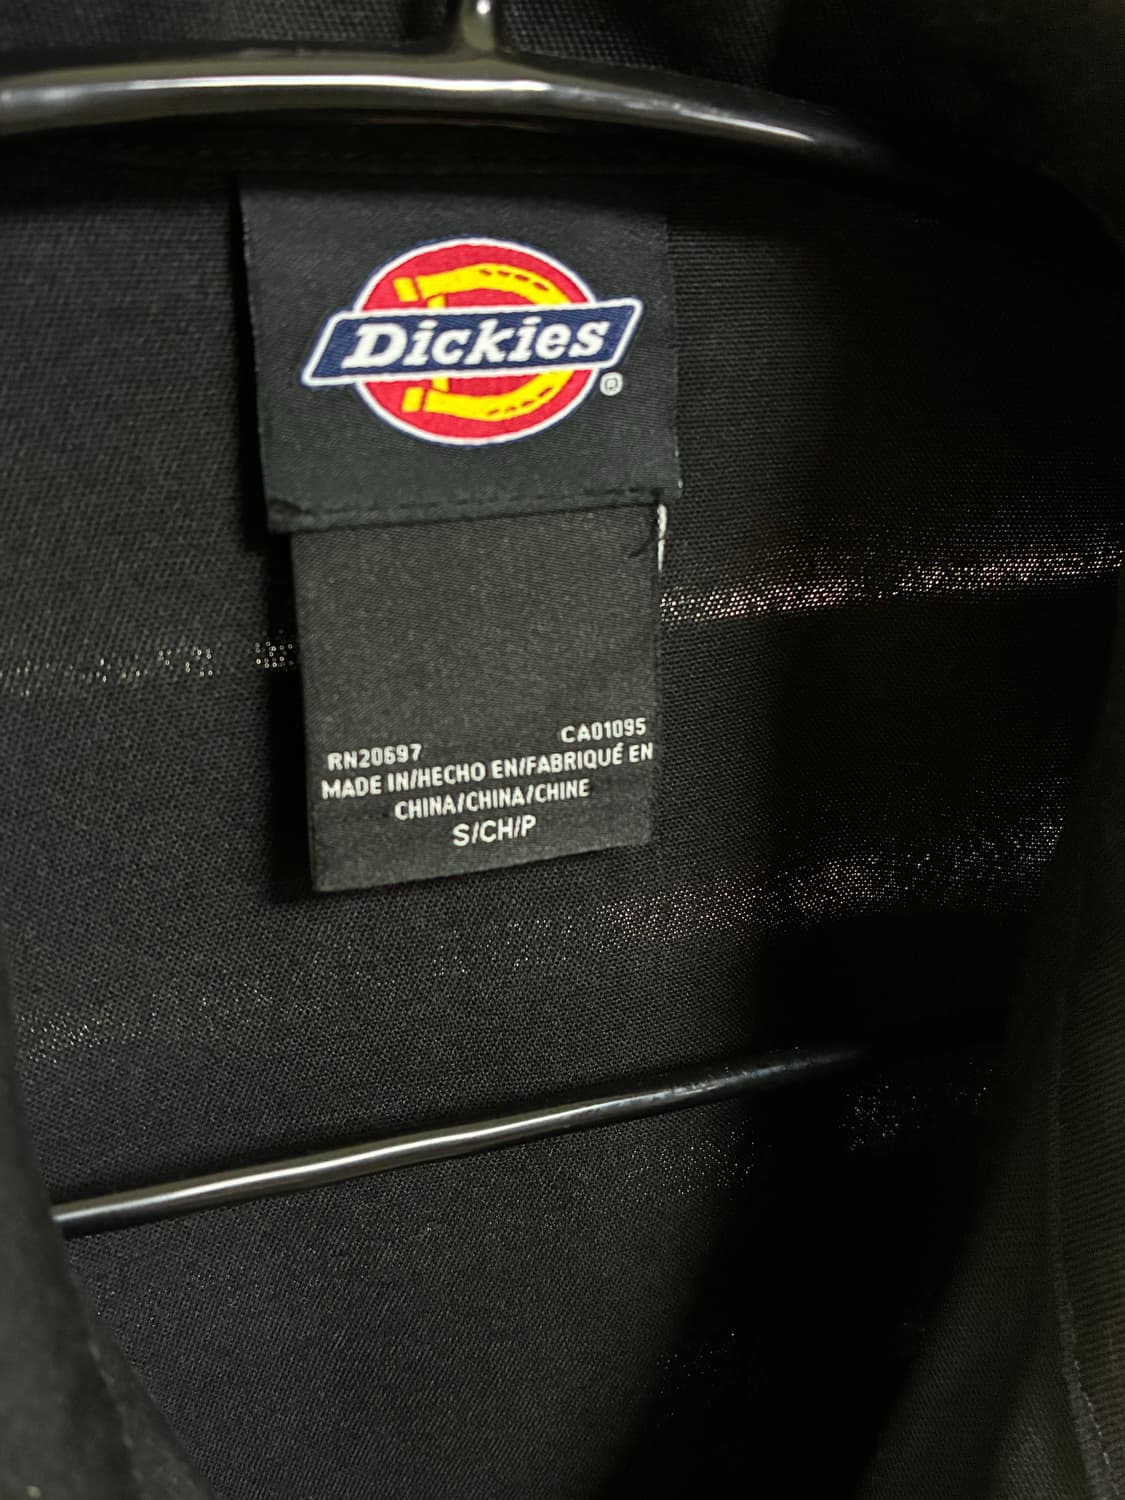 Dickies®
RN20697 CA01095
MADE IN/HECHO EN/FABRIQUÉ EN
CHINA/CHINA/CHINE
S/CH/P